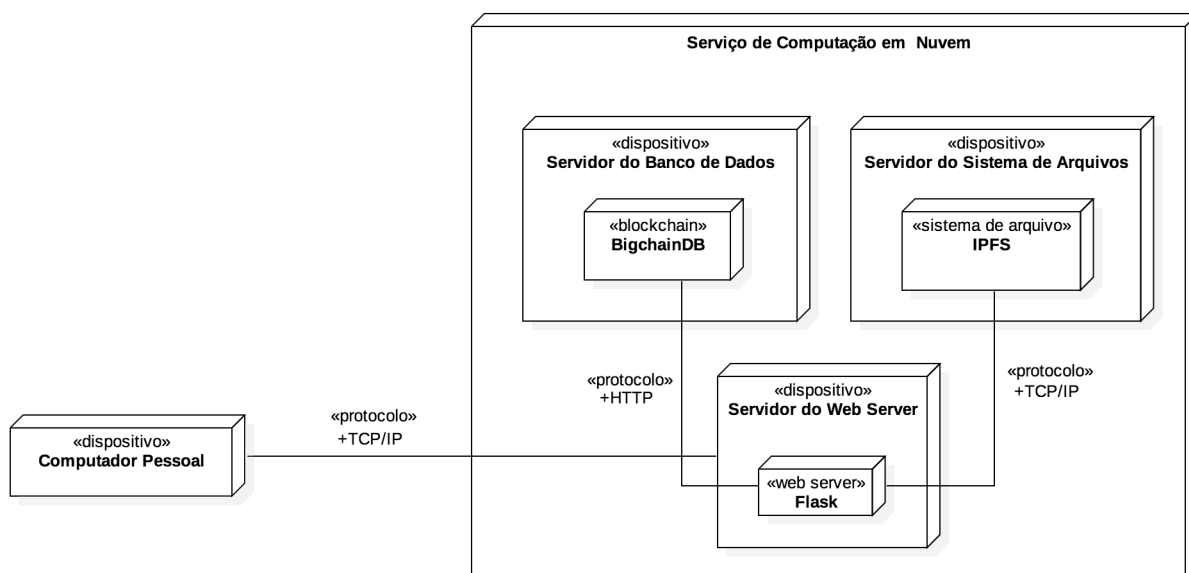 Serviço de Computação em Nuvem
«dispositivo»
Servidor do Banco de Dados
«blockchain»
BigchainDB
«dispositivo»
Servidor do Sistema de Arquivos
«sistema de arquivo»
IPFS
«protocolo»
+HTTP
«protocolo»
+TCP/IP
«dispositivo»
Servidor do Web Server
«web server»
Flask
«protocolo»
+TCP/IP
«dispositivo»
Computador Pessoal